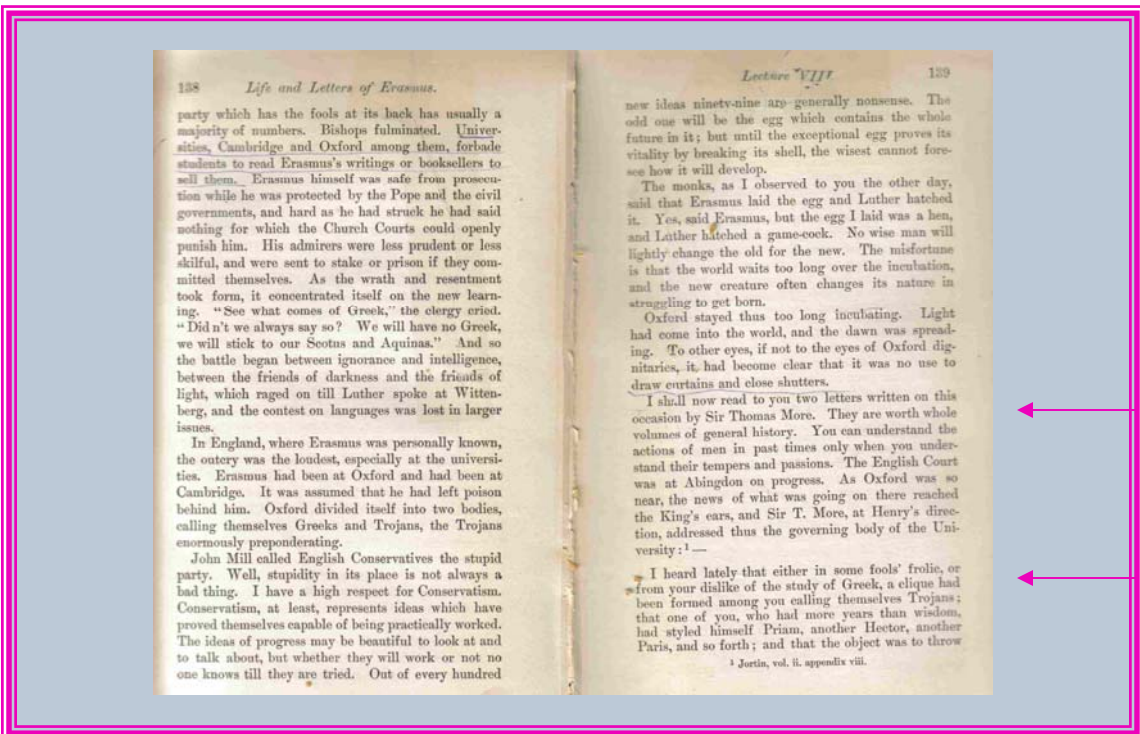 138 Life and Letters of Erasmus.
party which has the fools at its back has usually a
majority of numbers. Bishops fulminated. Univer-
sities, Cambridge and Oxford among them, forbade
students to read Erasmus's writings or booksellers to
sell them. Erasmus himself was safe from prosecu-
tion while he was protected by the Pope and the civil
governments, and hard as he had struck he had said
nothing for which the Church Courts could openly
punish him. His admirers were less prudent or less
skilful, and were sent to stake or prison if they com-
mitted themselves. As the wrath and resentment
took form, it concentrated itself on the new learn-
ing. "See what comes of Greek," the clergy cried.
"Did n't we always say so? We will have no Greek,
we will stick to our Scotus and Aquinas." And so
the battle began between ignorance and intelligence,
between the friends of darkness and the friends of
light, which raged on till Luther spoke at Witten-
berg, and the contest on languages was lost in larger
issues.
In England, where Erasmus was personally known,
the outcry was the loudest, especially at the universi-
ties. Erasmus had been at Oxford and had been at
Cambridge. It was assumed that he had left poison
behind him. Oxford divided itself into two bodies,
calling themselves Greeks and Trojans, the Trojans
enormously preponderating.
John Mill called English Conservatives the stupid
party. Well, stupidity in its place is not always a
bad thing. I have a high respect for Conservatism.
Conservatism, at least, represents ideas which have
proved themselves capable of being practically worked.
The ideas of progress may be beautiful to look at and
to talk about, but whether they will work or not no
one knows till they are tried. Out of every hundred
Lecture VIII. 139
new ideas ninety-nine are generally nonsense. The
odd one will be the egg which contains the whole
future in it; but until the exceptional egg proves its
vitality by breaking its shell, the wisest cannot fore-
see how it will develop.
The monks, as I observed to you the other day,
said that Erasmus laid the egg and Luther hatched
it. Yes, said Erasmus, but the egg I laid was a hen,
and Luther hatched a game-cock. No wise man will
lightly change the old for the new. The misfortune
is that the world waits too long over the incubation,
and the new creature often changes its nature in
struggling to get born.
Oxford stayed thus too long incubating. Light
had come into the world, and the dawn was spread-
ing. To other eyes, if not to the eyes of Oxford dig-
nitaries, it had become clear that it was no use to
draw curtains and close shutters.
I shall now read to you two letters written on this
occasion by Sir Thomas More. They are worth whole
volumes of general history. You can understand the
actions of men in past times only when you under-
stand their tempers and passions. The English Court
was at Abingdon on progress. As Oxford was so
near, the news of what was going on there reached
the King's ears, and Sir T. More, at Henry's direc-
tion, addressed thus the governing body of the Uni-
versity:¹—
I heard lately that either in some fools' frolic, or
from your dislike of the study of Greek, a clique had
been formed among you calling themselves Trojans;
that one of you, who had more years than wisdom,
had styled himself Priam, another Hector, another
Paris, and so forth; and that the object was to throw
¹ Jortin, vol. ii. appendix viii.